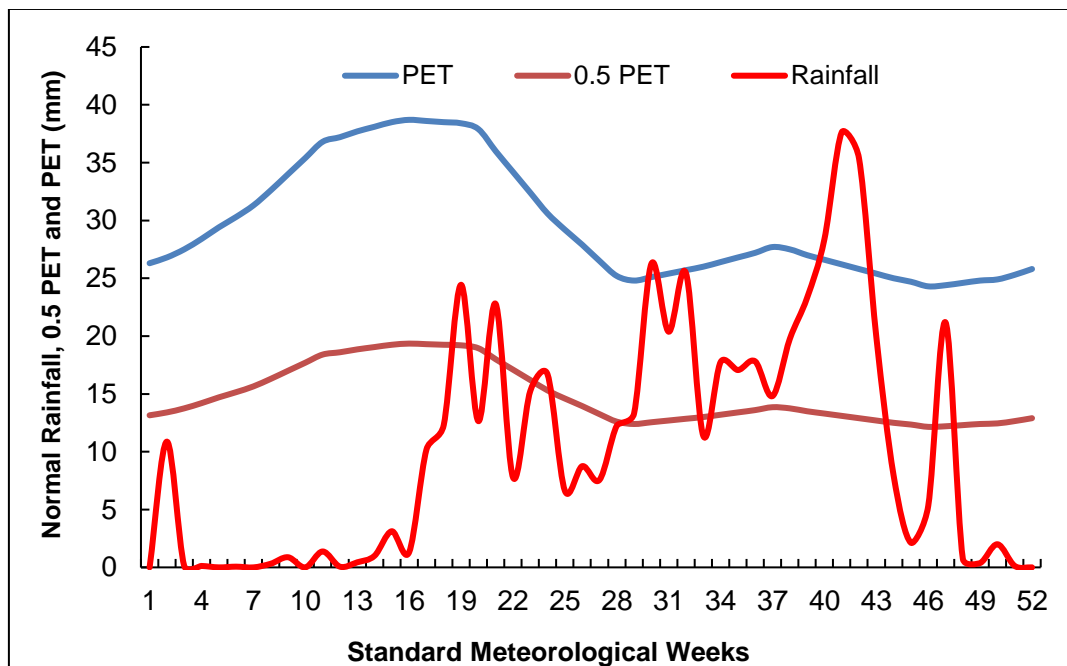 Normal Rainfall, 0.5 PET and PET (mm)
45
40
35
30
25
20
15
10
5
0
PET 0.5 PET Rainfall
1 4 7 10 13 16 19 22 25 28 31 34 37 40 43 46 49 52
Standard Meteorological Weeks